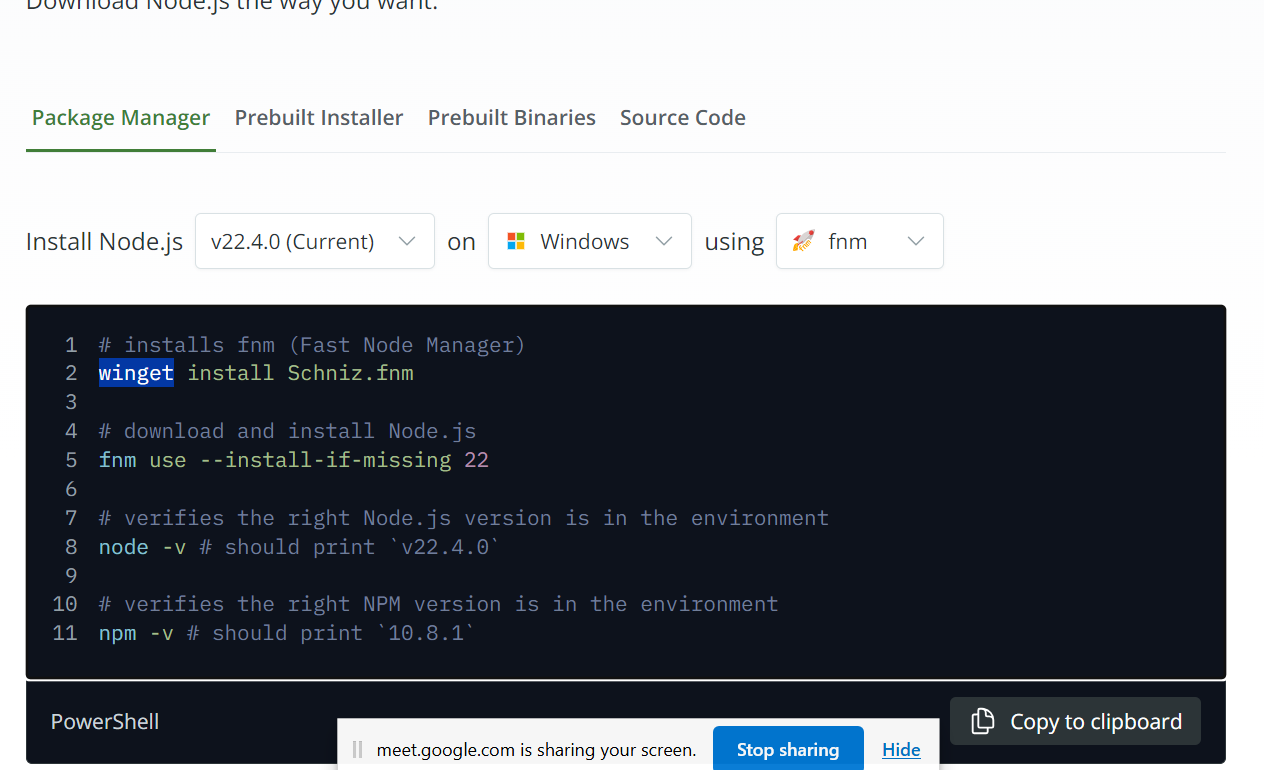 Download Node.js the way you want.
Package Manager Prebuilt Installer Prebuilt Binaries Source Code
Install Node.js v22.4.0 (Current) on Windows using fnm
1 # installs fnm (Fast Node Manager)
2 winget install Schniz.fnm
3
4 # download and install Node.js
5 fnm use --install-if-missing 22
6
7 # verifies the right Node.js version is in the environment
8 node -v # should print `v22.4.0`
9
10 # verifies the right NPM version is in the environment
11 npm -v # should print `10.8.1`
PowerShell
Copy to clipboard
meet.google.com is sharing your screen. Stop sharing Hide